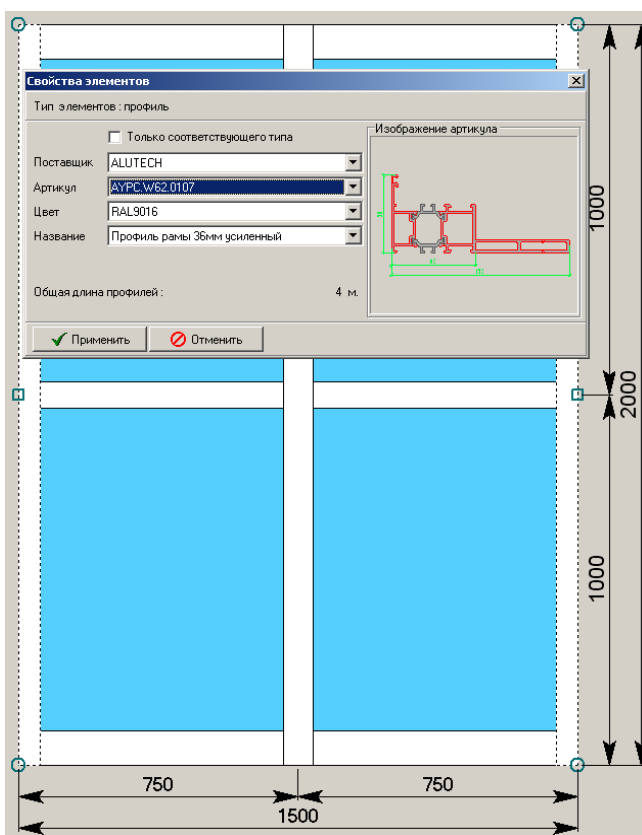 Свойства элементов
Тип элементов : профиль
Только соответствующего типа
Изображение артикула
Поставщик ALUTECH
Артикул AYPC.W62.0107
Цвет RAL9016
Название Профиль рамы 36мм усиленный
Общая длина профилей : 4 м.
Применить Отменить
1000
2000
1000
750 750
1500